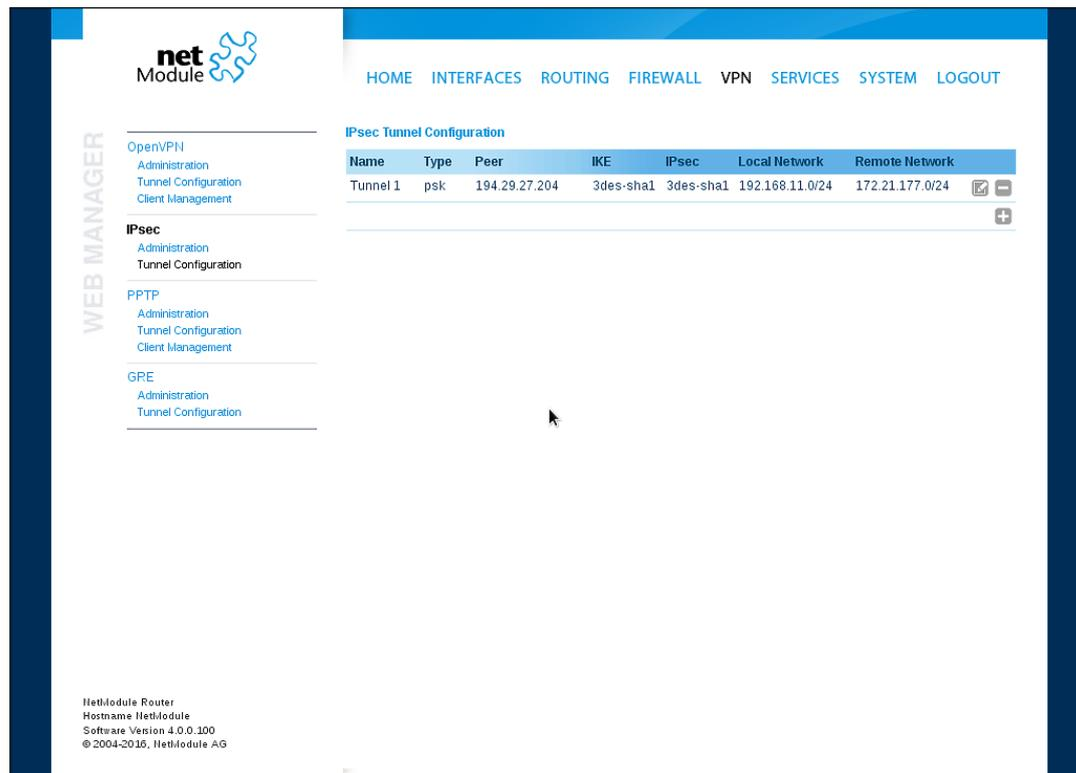 net
Module
HOME INTERFACES ROUTING FIREWALL VPN SERVICES SYSTEM LOGOUT
WEB MANAGER
OpenVPN
Administration
Tunnel Configuration
Client Management
IPsec
Administration
Tunnel Configuration
PPTP
Administration
Tunnel Configuration
Client Management
GRE
Administration
Tunnel Configuration
IPsec Tunnel Configuration
Name Type Peer IKE IPsec Local Network Remote Network
Tunnel 1 psk 194.29.27.204 3des-sha1 3des-sha1 192.168.11.0/24 172.21.177.0/24
NetModule Router
Hostname NetModule
Software Version 4.0.0.100
© 2004-2016, NetModule AG